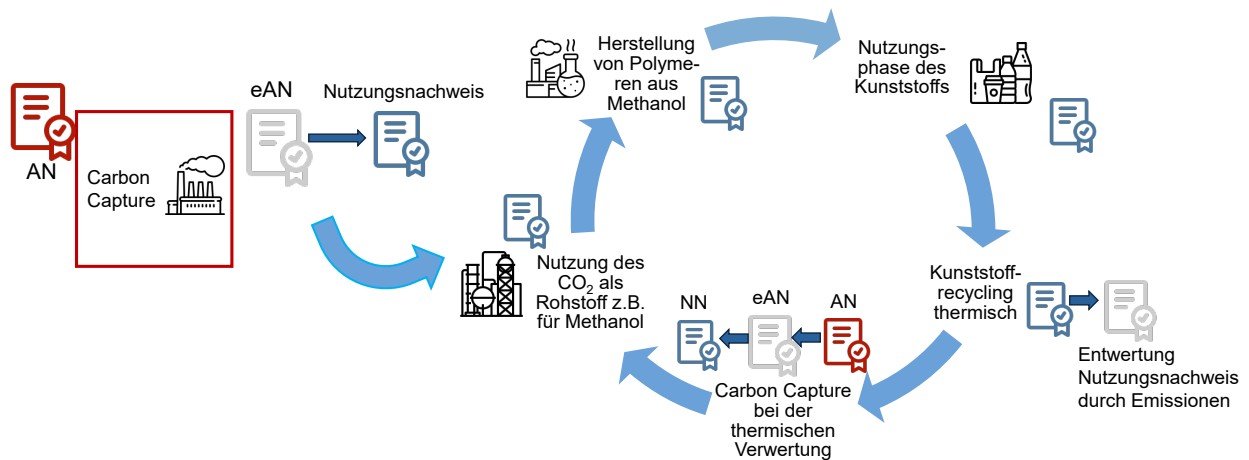 AN
Carbon
Capture
eAN
Nutzungsnachweis
Herstellung
von Polyme-
ren aus
Methanol
Nutzungs-
phase des
Kunststoffs
Nutzung des
CO₂ als
Rohstoff z.B.
für Methanol
Kunststoff-
recycling
thermisch
Entwertung
Nutzungsnachweis
durch Emissionen
NN
eAN
AN
Carbon Capture
bei der
thermischen
Verwertung